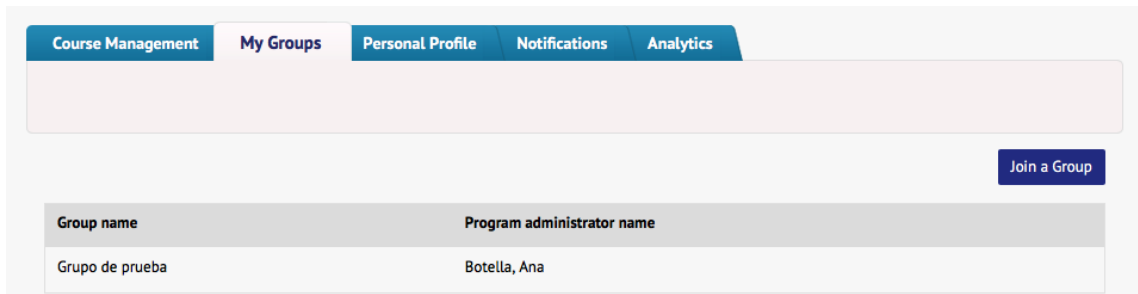 Course Management My Groups Personal Profile Notifications Analytics
Join a Group
Group name Program administrator name
Grupo de prueba Botella, Ana